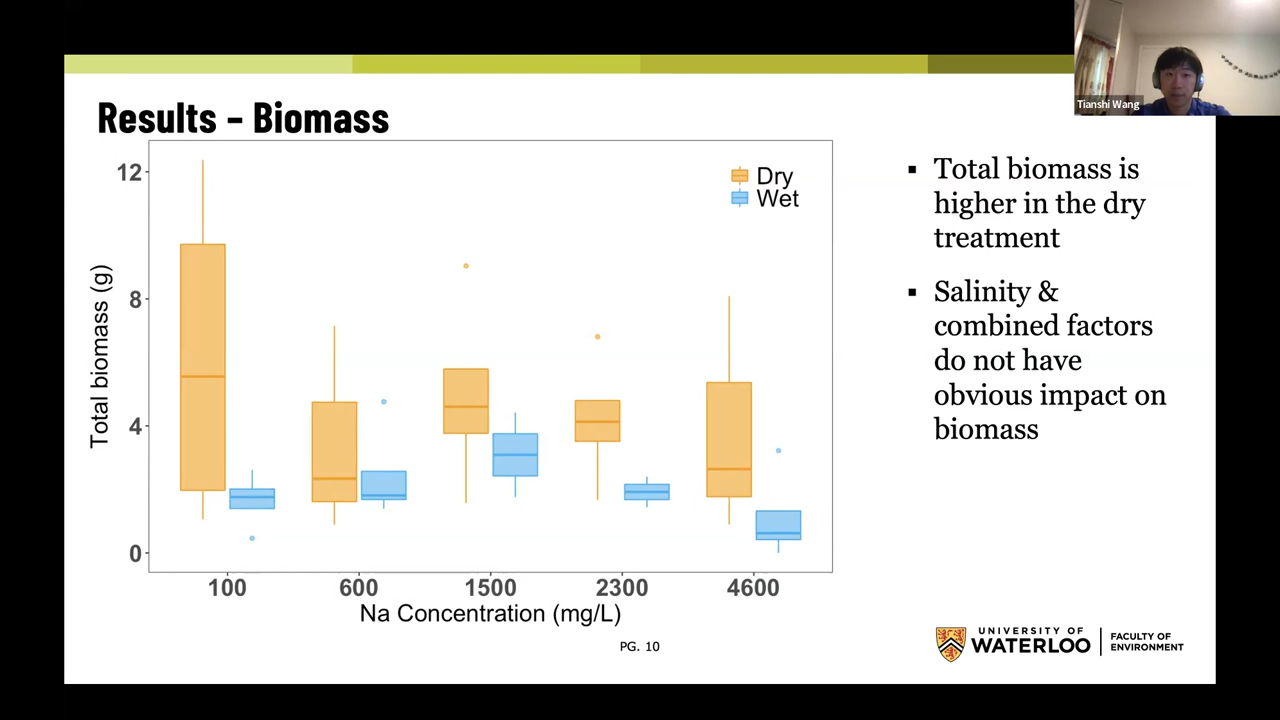 Tianshi Wang
Results – Biomass
12
8
4
0
Total biomass (g)
Dry
Wet
100 600 1500 2300 4600
Na Concentration (mg/L)
▪ Total biomass is
higher in the dry
treatment
▪ Salinity &
combined factors
do not have
obvious impact on
biomass
PG. 10
UNIVERSITY OF
WATERLOO
FACULTY OF
ENVIRONMENT